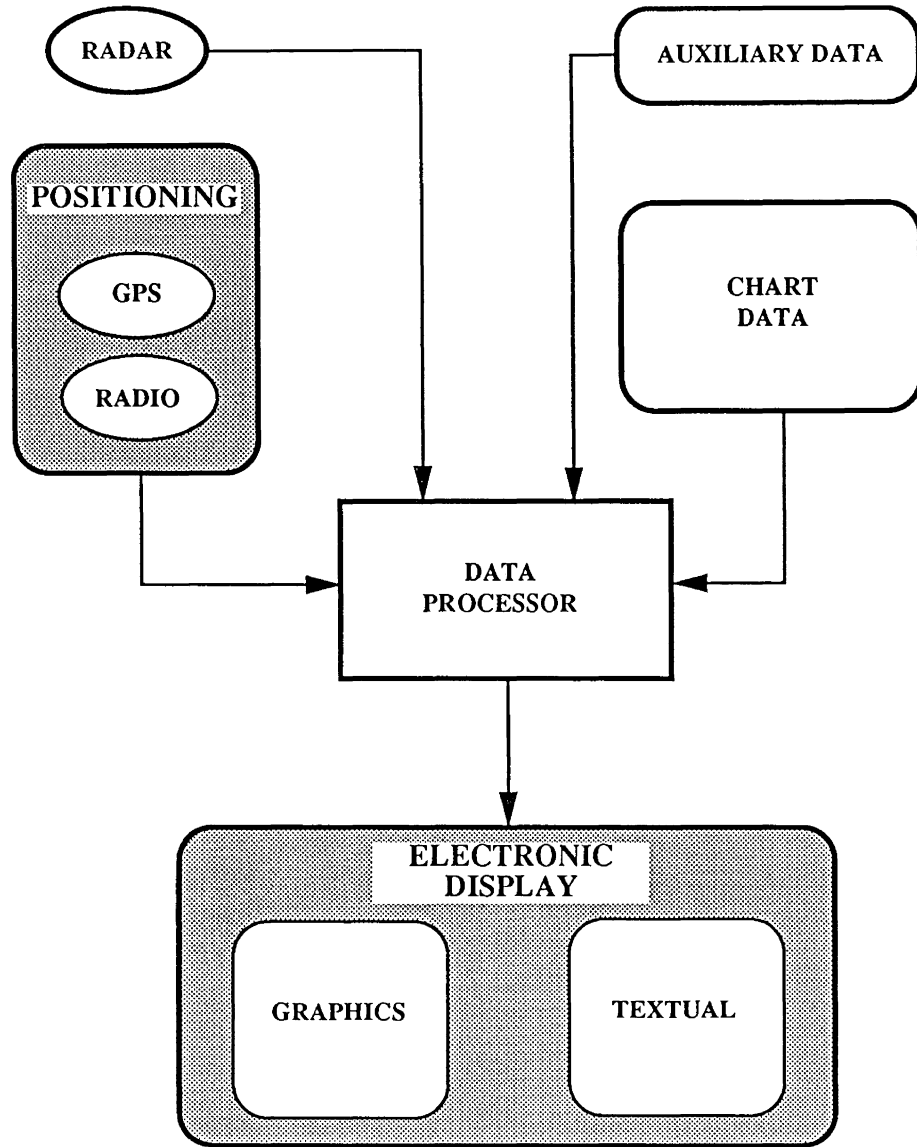 RADAR
AUXILIARY DATA
POSITIONING
GPS
RADIO
CHART
DATA
DATA
PROCESSOR
ELECTRONIC
DISPLAY
GRAPHICS
TEXTUAL